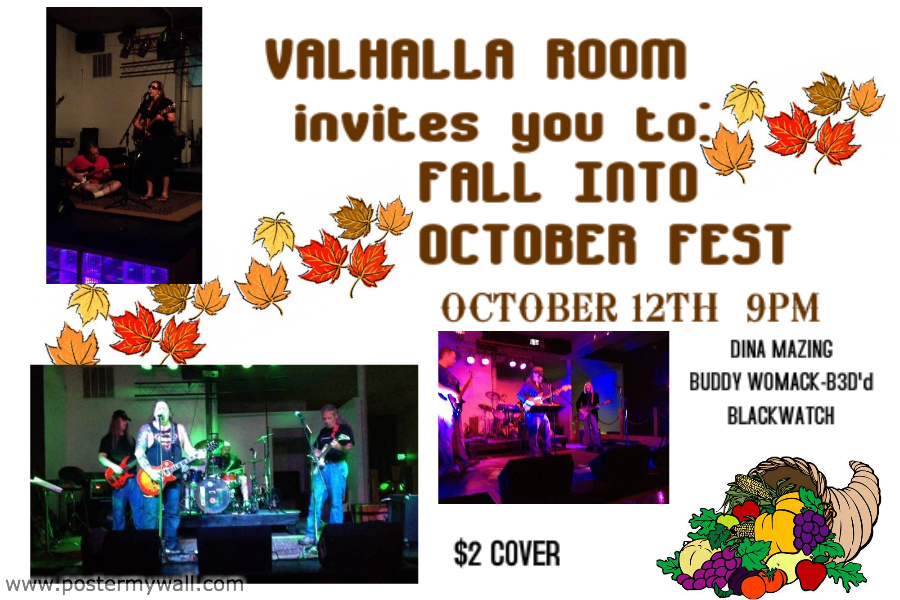 VALHALLA ROOM
invites you to:
FALL INTO
OCTOBER FEST
OCTOBER 12TH 9PM
DINA MAZING
BUDDY WOMACK-B3D'd
BLACKWATCH
$2 COVER
www.postermywall.com